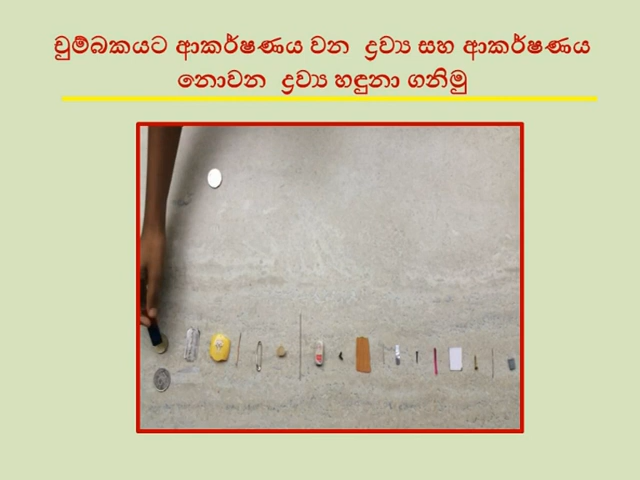 චුම්බකයට ආකර්ෂණය වන ද්‍රව්‍ය සහ ආකර්ෂණය
නොවන ද්‍රව්‍ය හඳුනා ගනිමු